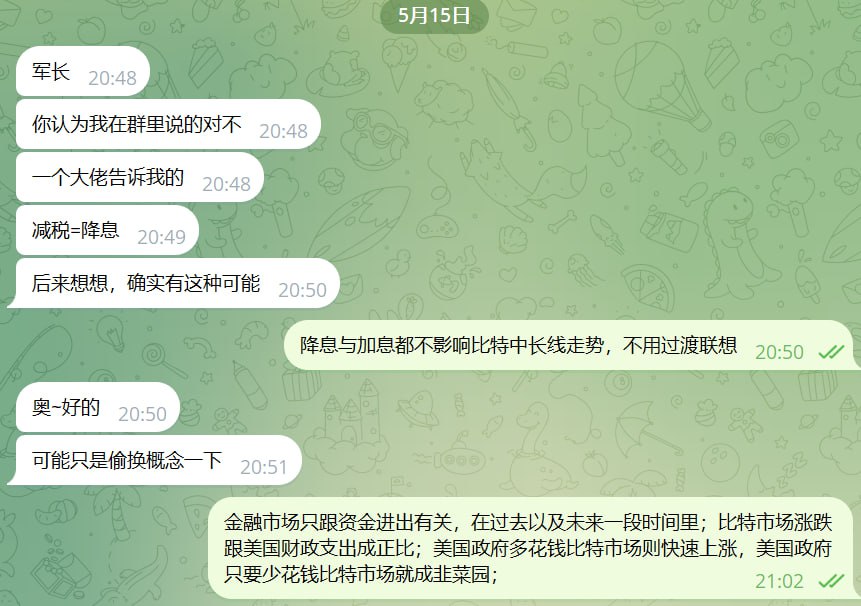 5月15日
军长 20:48
你认为我在群里说的对不 20:48
一个大佬告诉我的 20:48
减税=降息 20:49
后来想想，确实有这种可能 20:50
降息与加息都不影响比特中长线走势，不用过渡联想 20:50
奥~好的 20:50
可能只是偷换概念一下 20:51
金融市场只跟资金进出有关，在过去以及未来一段时间里；比特市场涨跌
跟美国财政支出成正比；美国政府多花钱比特市场则快速上涨，美国政府
只要少花钱比特市场就成韭菜园；
21:02